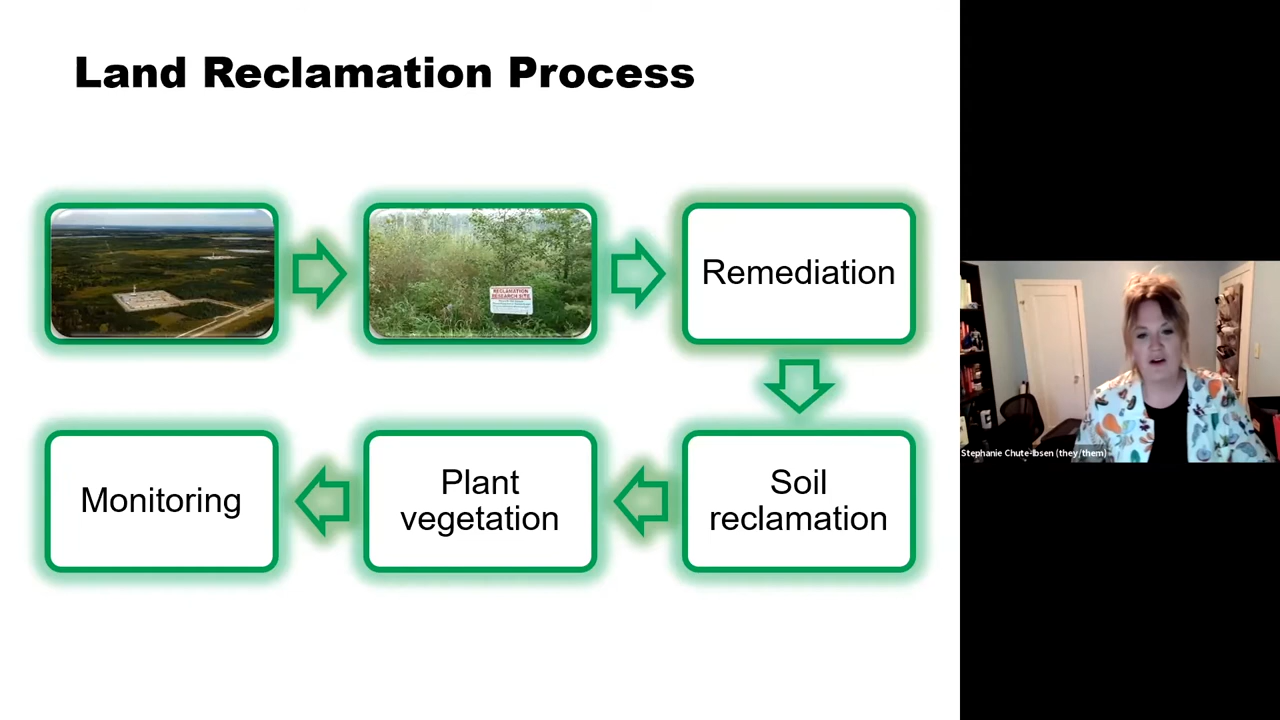 Land Reclamation Process
RECLAMATION
RESEARCH SITE
Remediation
Soil
reclamation
Plant
vegetation
Monitoring
Stephanie Chute-Ibsen (they/them)